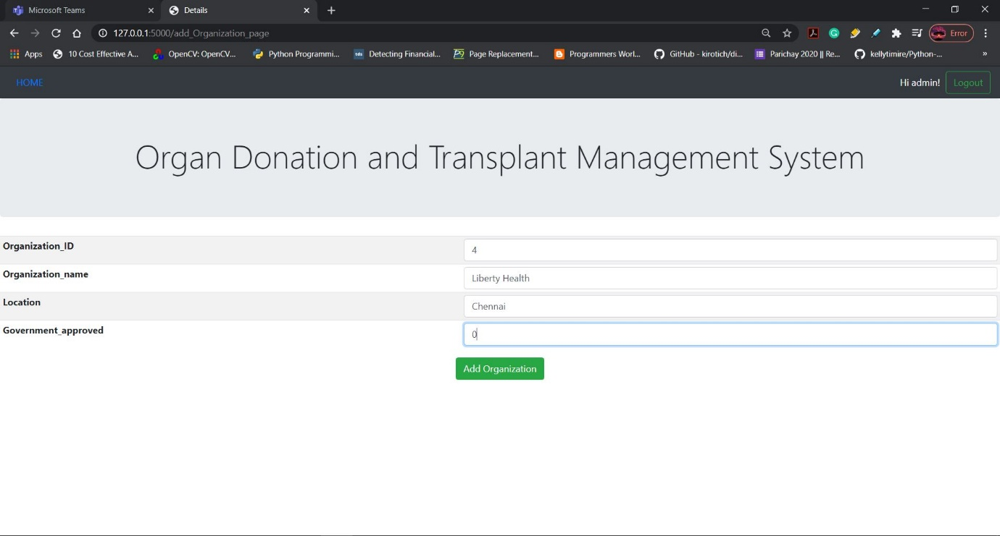 Microsoft Teams
Details
127.0.0.1:5000/add_Organization_page
Error
Apps
10 Cost Effective A...
OpenCV: OpenCV...
Python Programmi...
tds
Detecting Financial...
Page Replacement...
Programmers Worl...
GitHub - kirotich/di...
Parichay 2020 || Re...
kellytimire/Python-...
»
HOME
Hi admin!
Logout
Organ Donation and Transplant Management System
Organization_ID
4
Organization_name
Liberty Health
Location
Chennai
Government_approved
0
Add Organization